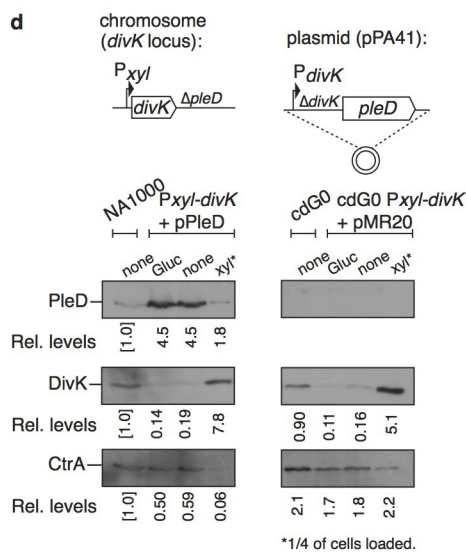 d
chromosome
(divK locus):
plasmid (pPA41):
Pxyl
divK
ΔpleD
PdivK
ΔdivK
pleD
NA1000
Pxyl-divK
+ pPleD
cdG0
cdG0 Pxyl-divK
+ pMR20
none
Gluc
none
xyl*
none
Gluc
none
xyl*
PleD
Rel. levels
[1.0]
4.5
4.5
1.8
DivK
Rel. levels
[1.0]
0.14
0.19
7.8
0.90
0.11
0.16
5.1
CtrA
Rel. levels
[1.0]
0.50
0.59
0.06
2.1
1.7
1.8
2.2
*1/4 of cells loaded.